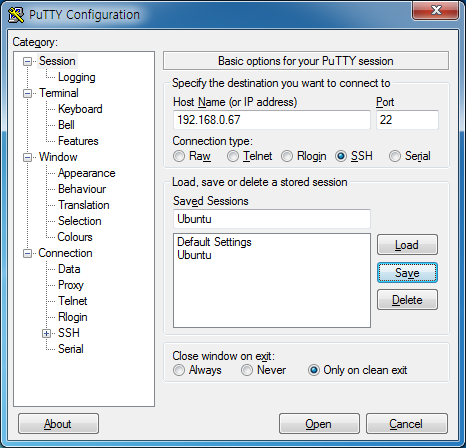 PuTTY Configuration
Category:
Session
Logging
Terminal
Keyboard
Bell
Features
Window
Appearance
Behaviour
Translation
Selection
Colours
Connection
Data
Proxy
Telnet
Rlogin
SSH
Serial
Basic options for your PuTTY session
Specify the destination you want to connect to
Host Name (or IP address) Port
192.168.0.67 22
Connection type:
Raw Telnet Rlogin SSH Serial
Load, save or delete a stored session
Saved Sessions
Ubuntu
Default Settings
Ubuntu
Load
Save
Delete
Close window on exit:
Always Never Only on clean exit
About Open Cancel